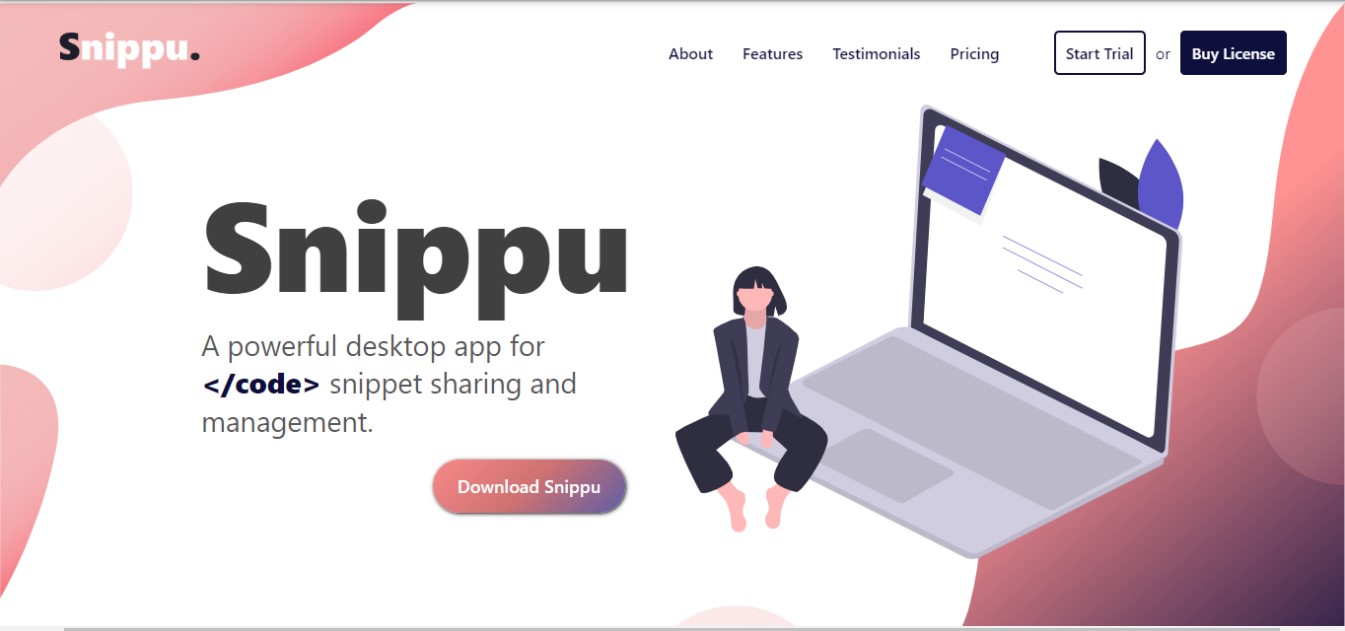 Snippu.
About Features Testimonials Pricing Start Trial or Buy License
Snippu
A powerful desktop app for
</code> snippet sharing and
management.
Download Snippu